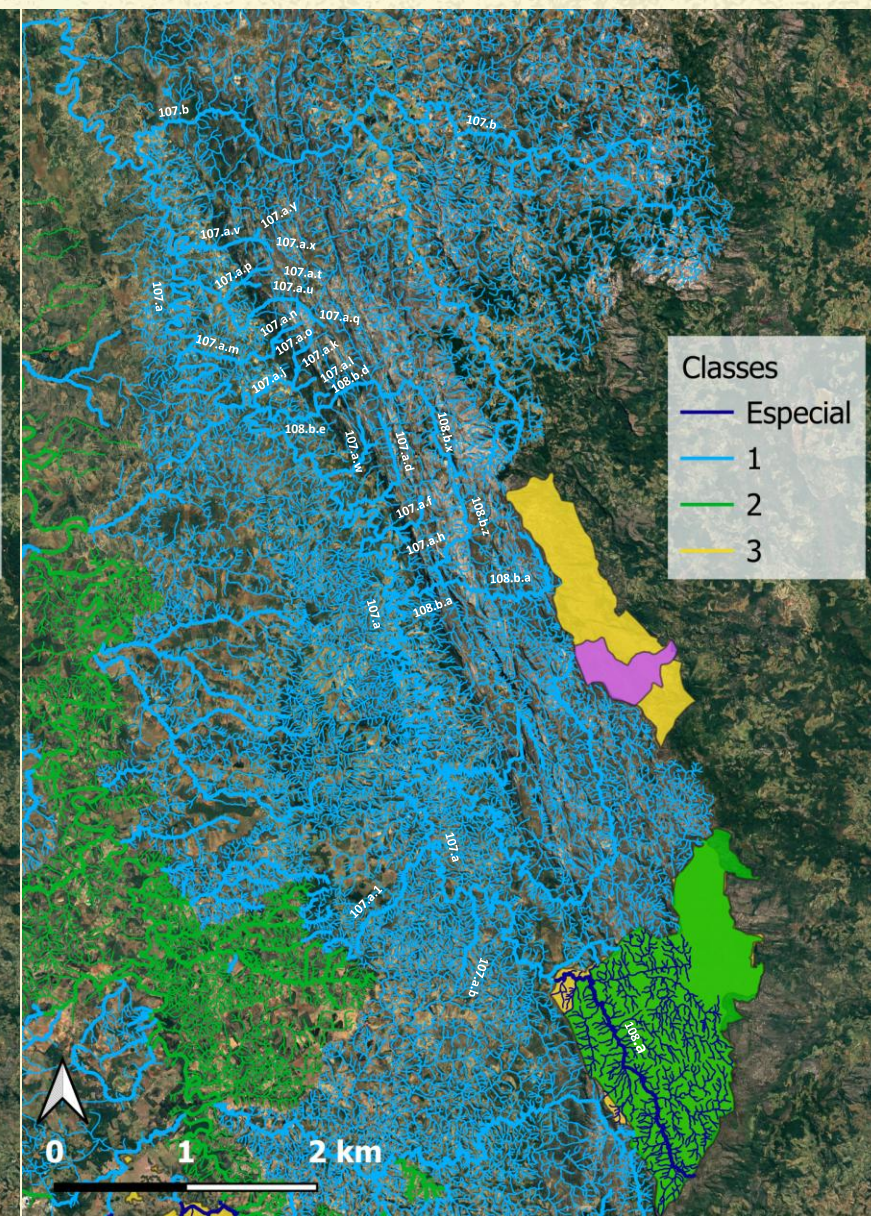 107.b
107.b
107.a.y
107.a.v
107.a.x
107.a.p
107.a.t
107.a.u
107.a
107.a.q
107.a.n
107.a.o
107.a.m
107.a.k
107.a.l
107.a.j
108.b.d
108.b.e
108.b.x
107.a.w
107.a.d
107.a.f
108.b.z
107.a.h
108.b.a
108.b.a
107.a
107.a
107.a.1
107.a.b
108.a
Classes
Especial
1
2
3
0 1 2 km